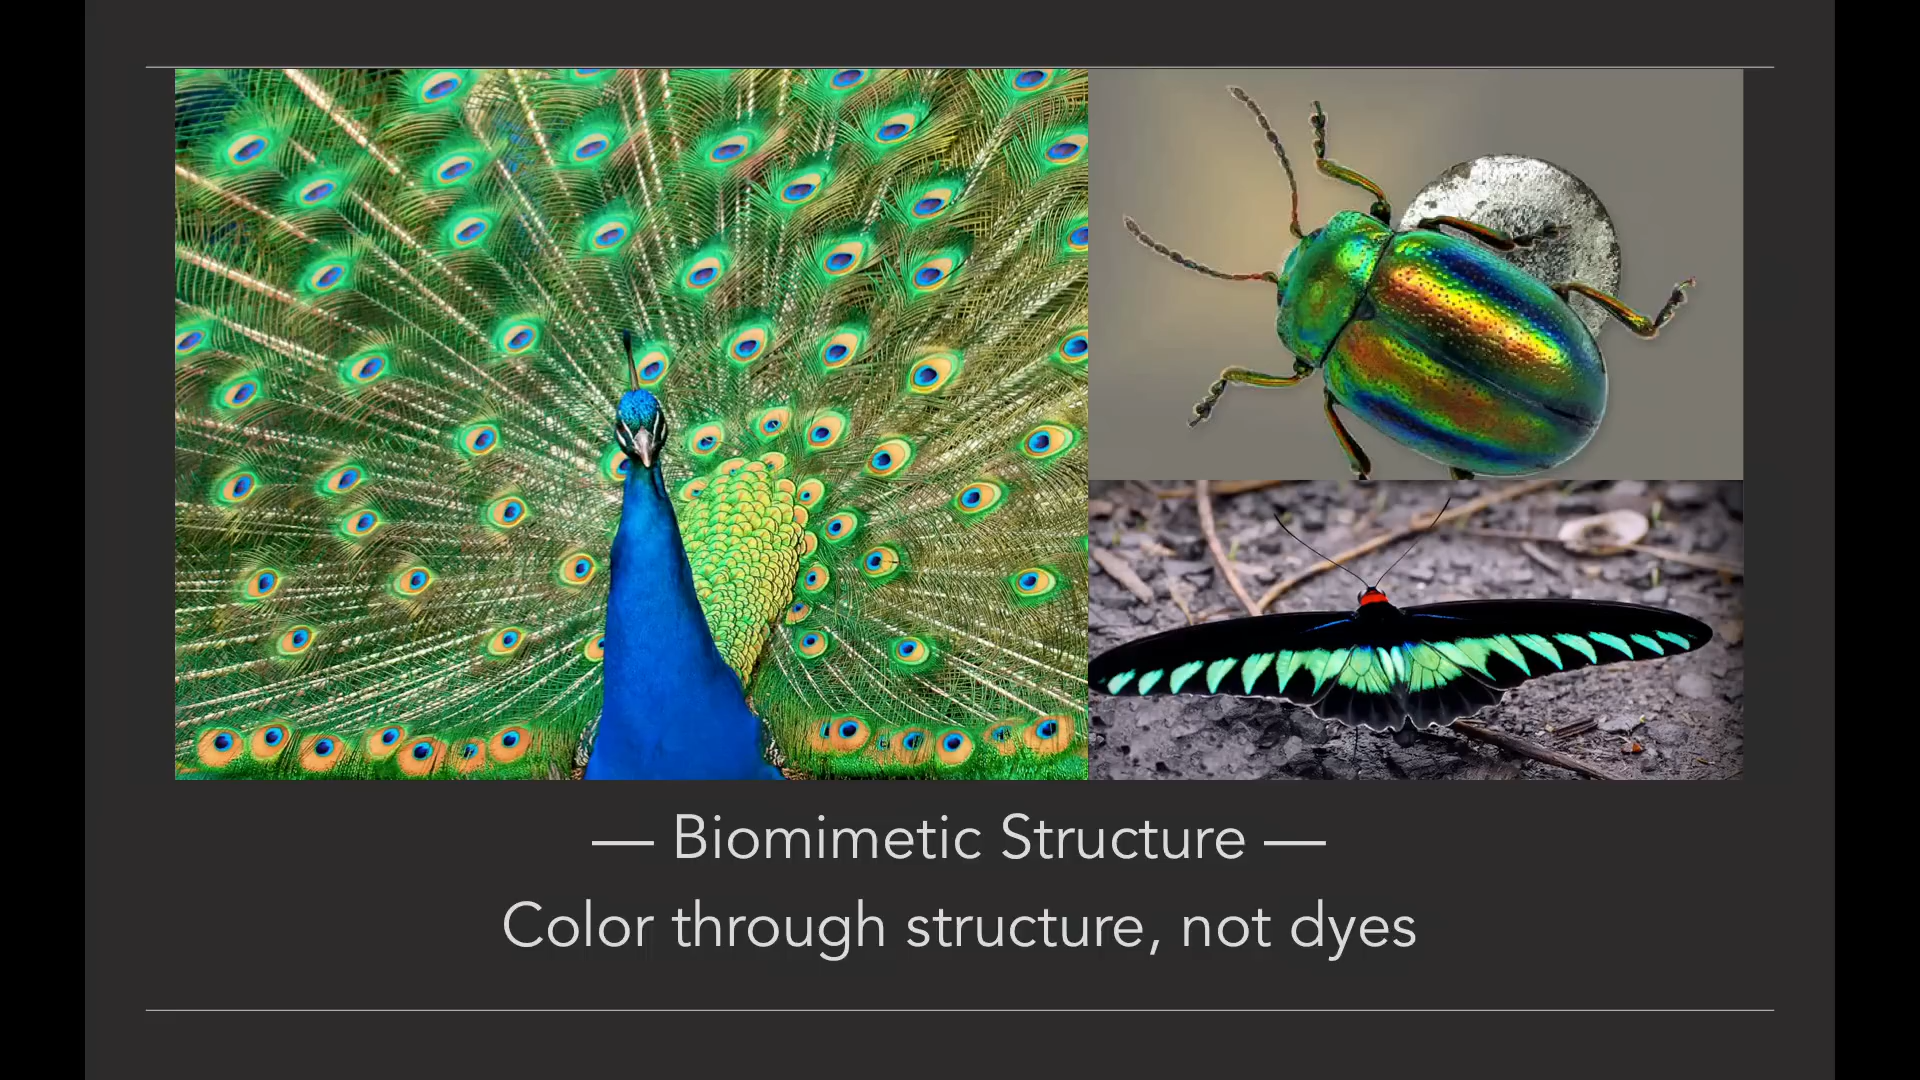 — Biomimetic Structure —
Color through structure, not dyes